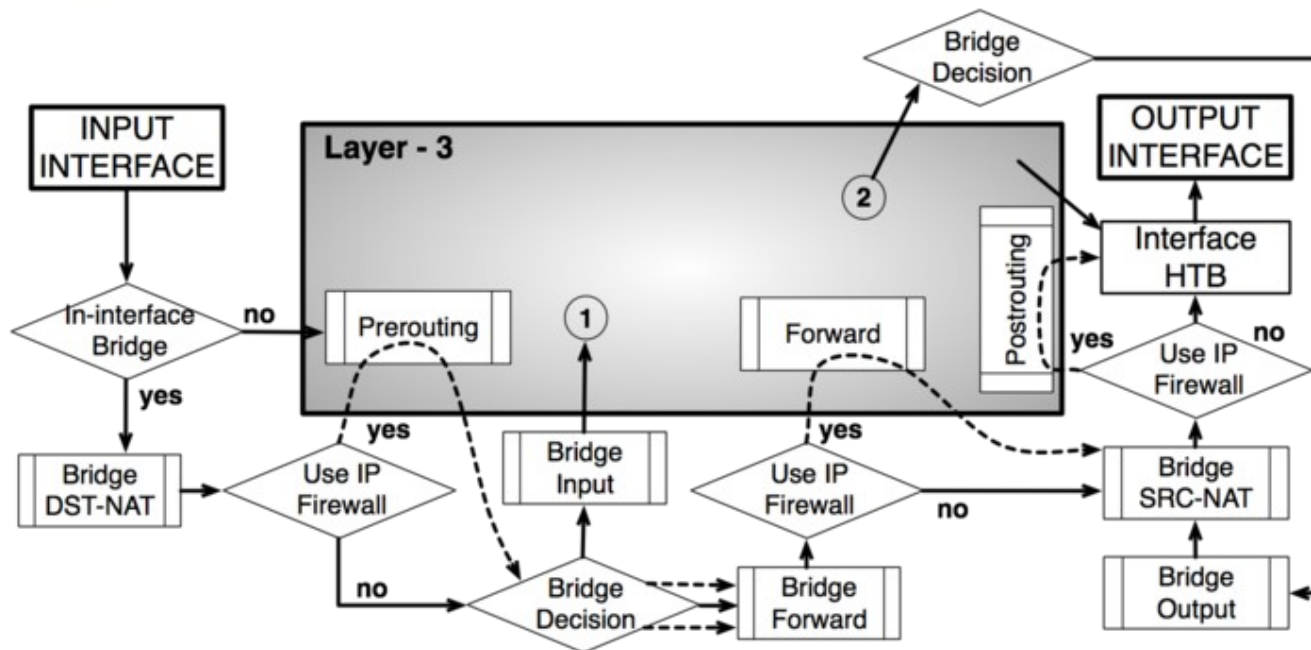 Bridge
Decision
INPUT
INTERFACE
Layer - 3
OUTPUT
INTERFACE
2
Interface
HTB
Postrouting
In-interface
Bridge
no
Prerouting
1
Forward
yes
no
Use IP
Firewall
yes
yes
yes
Bridge
DST-NAT
Use IP
Firewall
Bridge
Input
Use IP
Firewall
no
Bridge
SRC-NAT
no
Bridge
Decision
Bridge
Forward
Bridge
Output